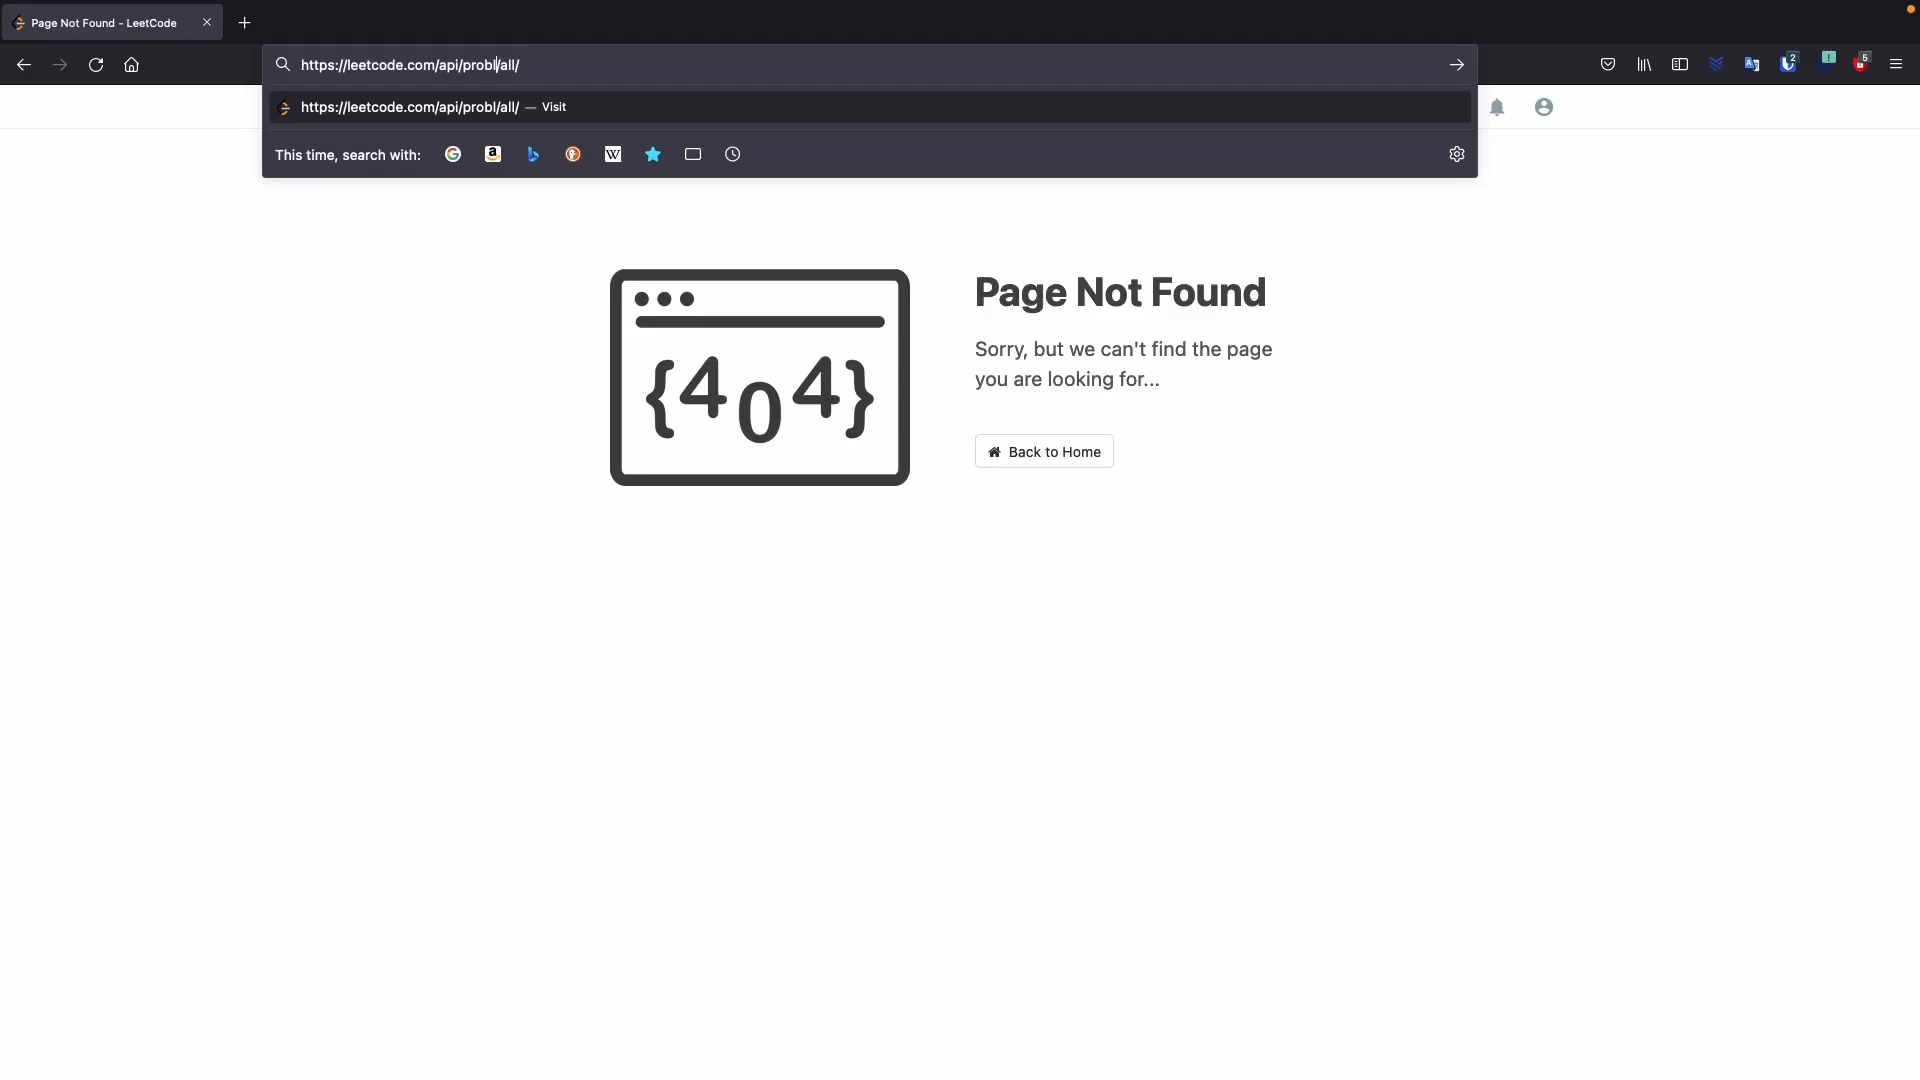 Page Not Found - LeetCode
https://leetcode.com/api/probl/all/
2
!
5
https://leetcode.com/api/probl/all/ — Visit
This time, search with:
a
W
{404}
Page Not Found
Sorry, but we can't find the page
you are looking for...
Back to Home